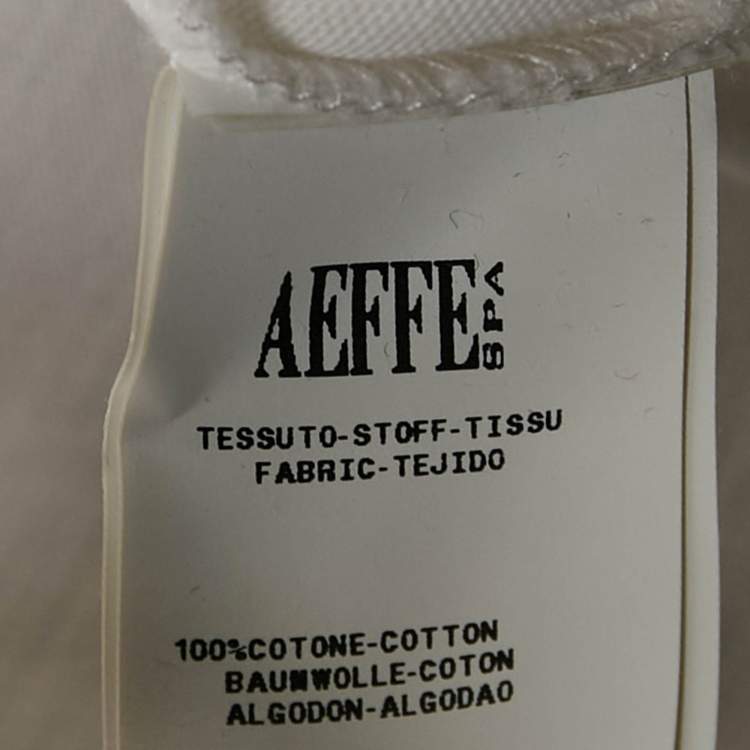 AEFFE SPA
TESSUTO-STOFF-TISSU
FABRIC-TEJIDO
100%COTONE-COTTON
BAUMWOLLE-COTON
ALGODON-ALGODAO